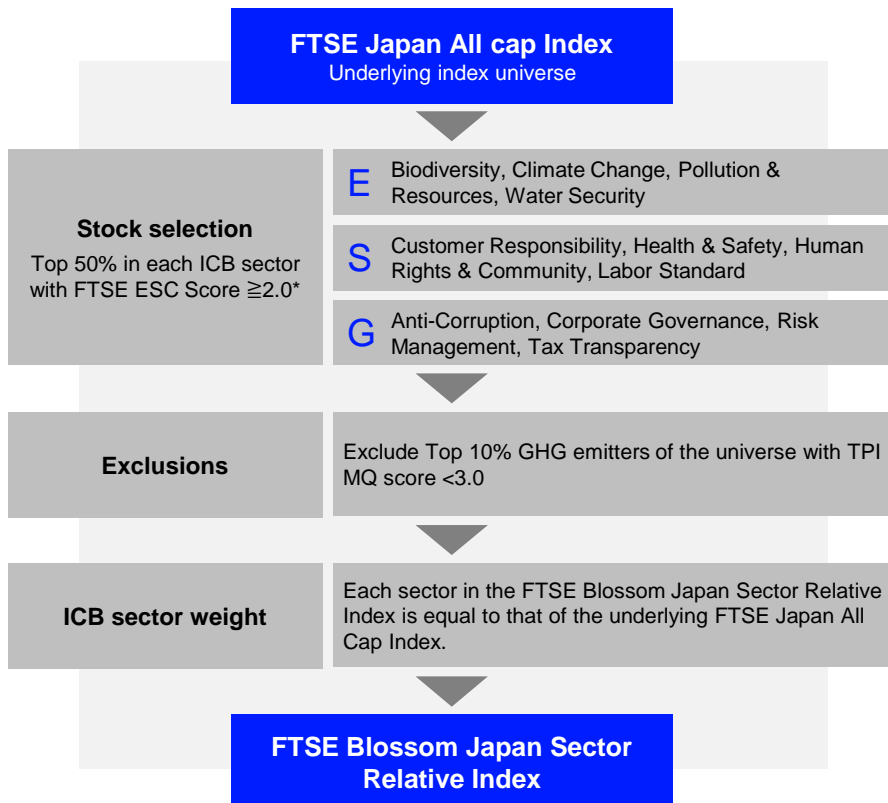 FTSE Japan All cap Index
Underlying index universe
Stock selection
Top 50% in each ICB sector
with FTSE ESC Score ≧2.0*
E
Biodiversity, Climate Change, Pollution &
Resources, Water Security
S
Customer Responsibility, Health & Safety, Human
Rights & Community, Labor Standard
G
Anti-Corruption, Corporate Governance, Risk
Management, Tax Transparency
Exclusions
Exclude Top 10% GHG emitters of the universe with TPI
MQ score <3.0
ICB sector weight
Each sector in the FTSE Blossom Japan Sector Relative
Index is equal to that of the underlying FTSE Japan All
Cap Index.
FTSE Blossom Japan Sector
Relative Index